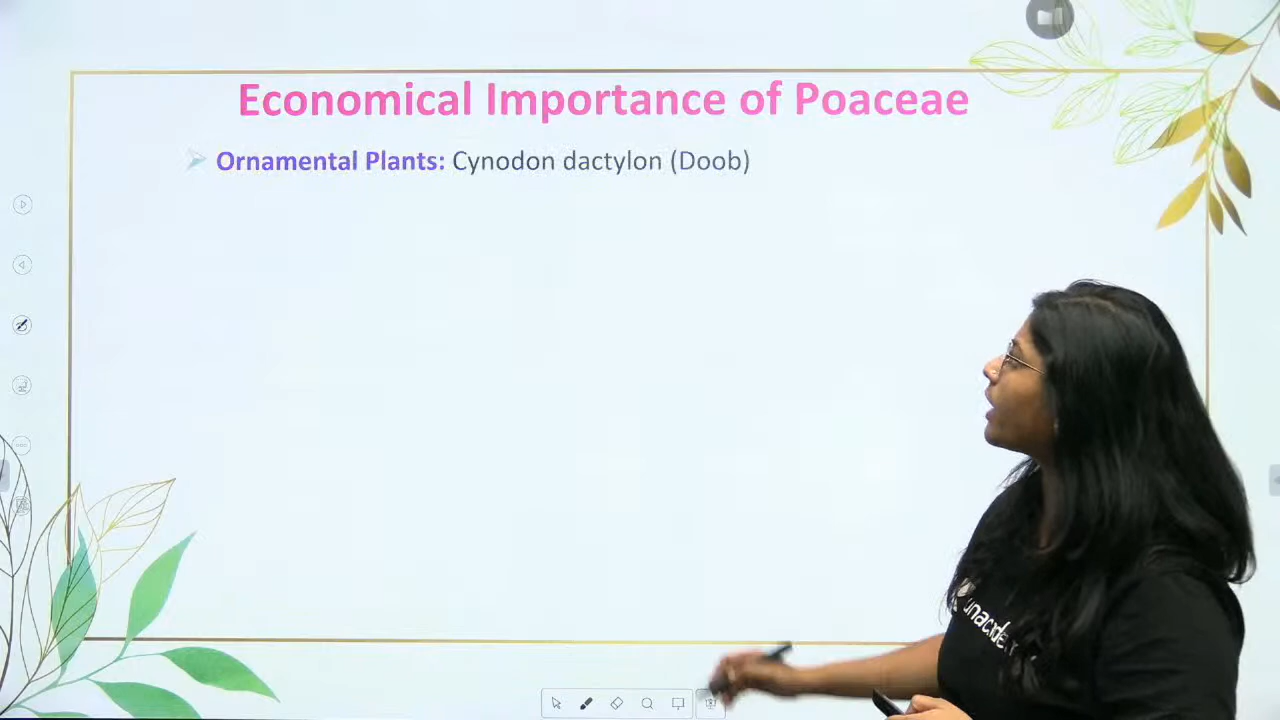 Economical Importance of Poaceae
Ornamental Plants: Cynodon dactylon (Doob)